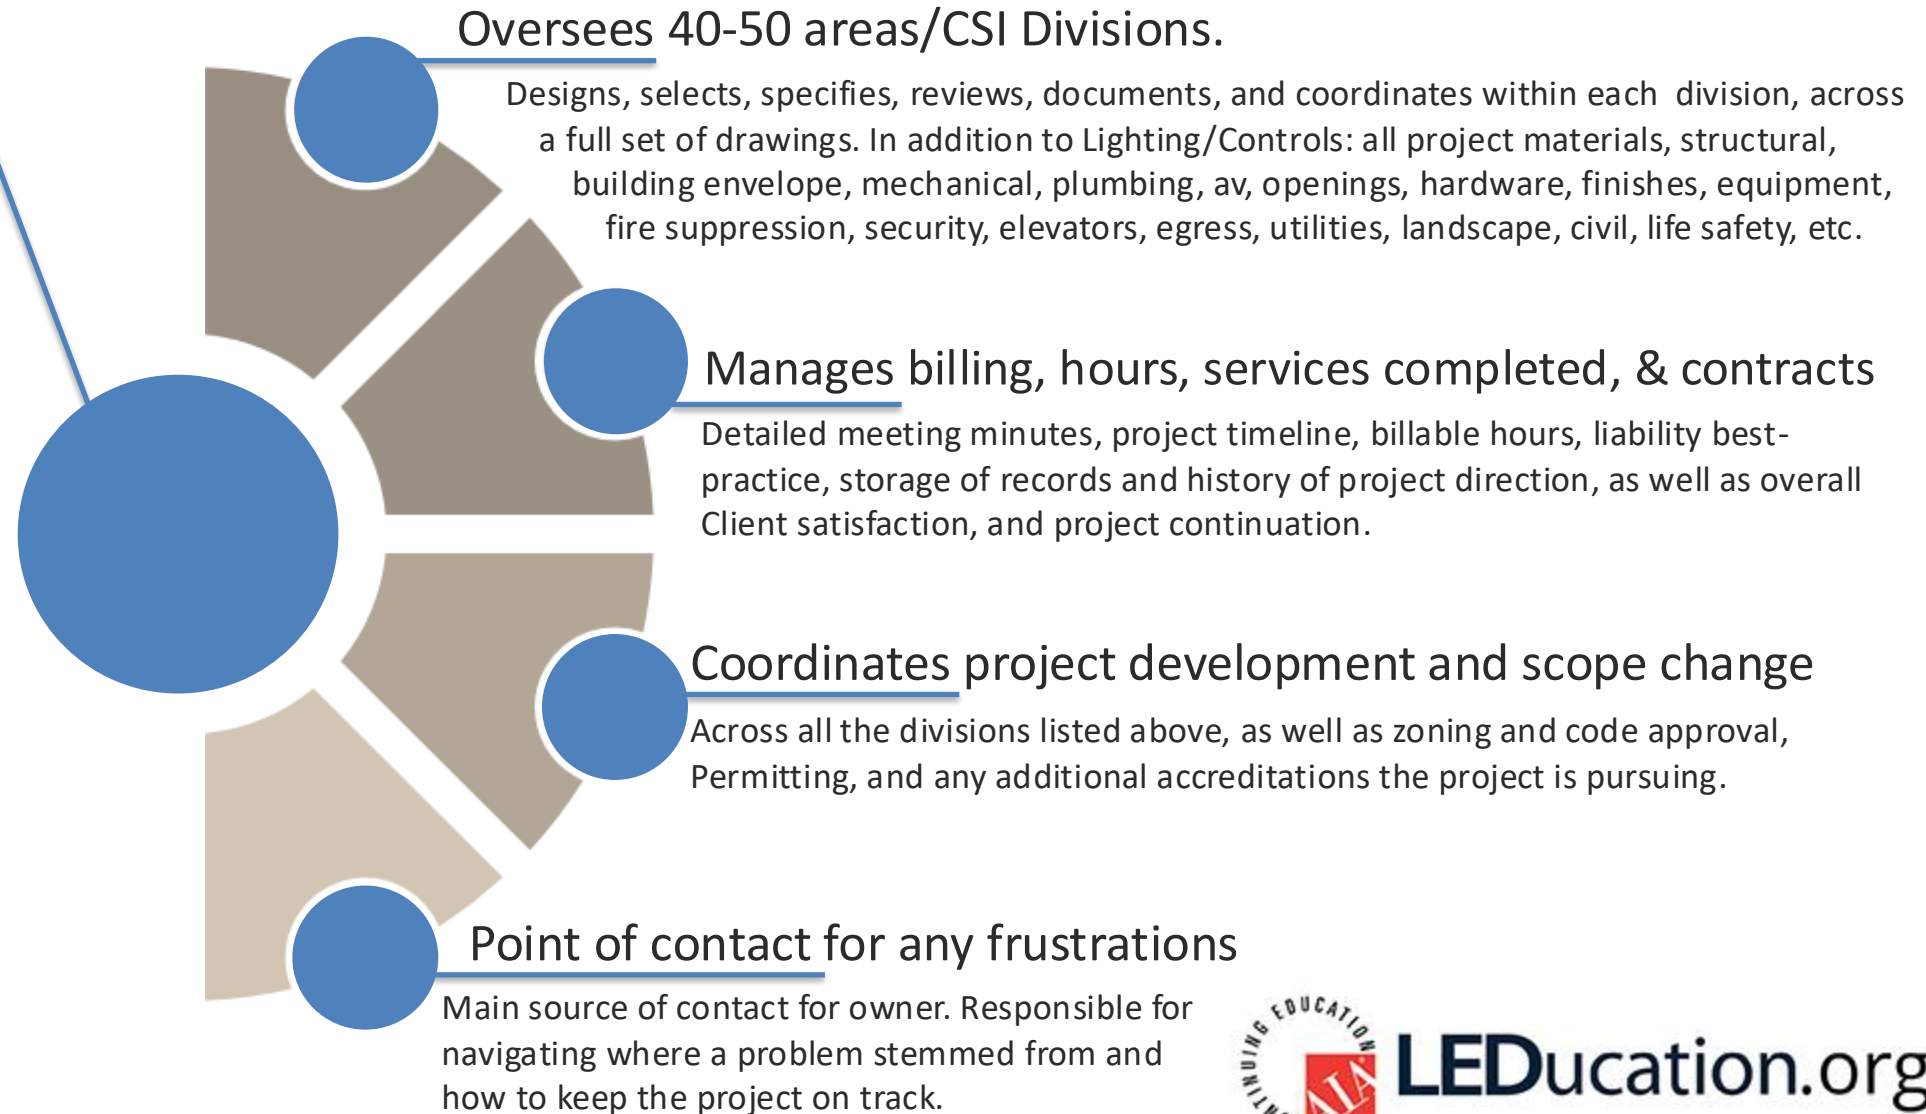 Oversees 40-50 areas/CSI Divisions.
Designs, selects, specifies, reviews, documents, and coordinates within each division, across
a full set of drawings. In addition to Lighting/Controls: all project materials, structural,
building envelope, mechanical, plumbing, av, openings, hardware, finishes, equipment,
fire suppression, security, elevators, egress, utilities, landscape, civil, life safety, etc.
Manages billing, hours, services completed, & contracts
Detailed meeting minutes, project timeline, billable hours, liability best-
practice, storage of records and history of project direction, as well as overall
Client satisfaction, and project continuation.
Coordinates project development and scope change
Across all the divisions listed above, as well as zoning and code approval,
Permitting, and any additional accreditations the project is pursuing.
Point of contact for any frustrations
Main source of contact for owner. Responsible for
navigating where a problem stemmed from and
how to keep the project on track.
EDUCATION
AIA
LEDucation.org